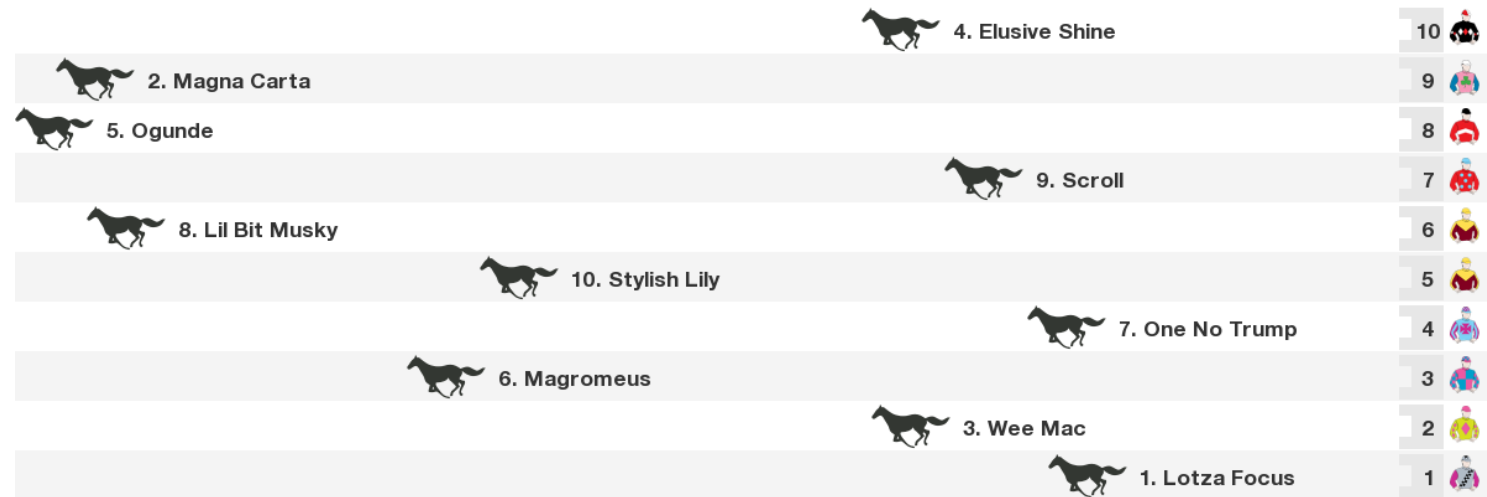 4. Elusive Shine 10
2. Magna Carta 9
5. Ogunde 8
9. Scroll 7
8. Lil Bit Musky 6
10. Stylish Lily 5
7. One No Trump 4
6. Magromeus 3
3. Wee Mac 2
1. Lotza Focus 1